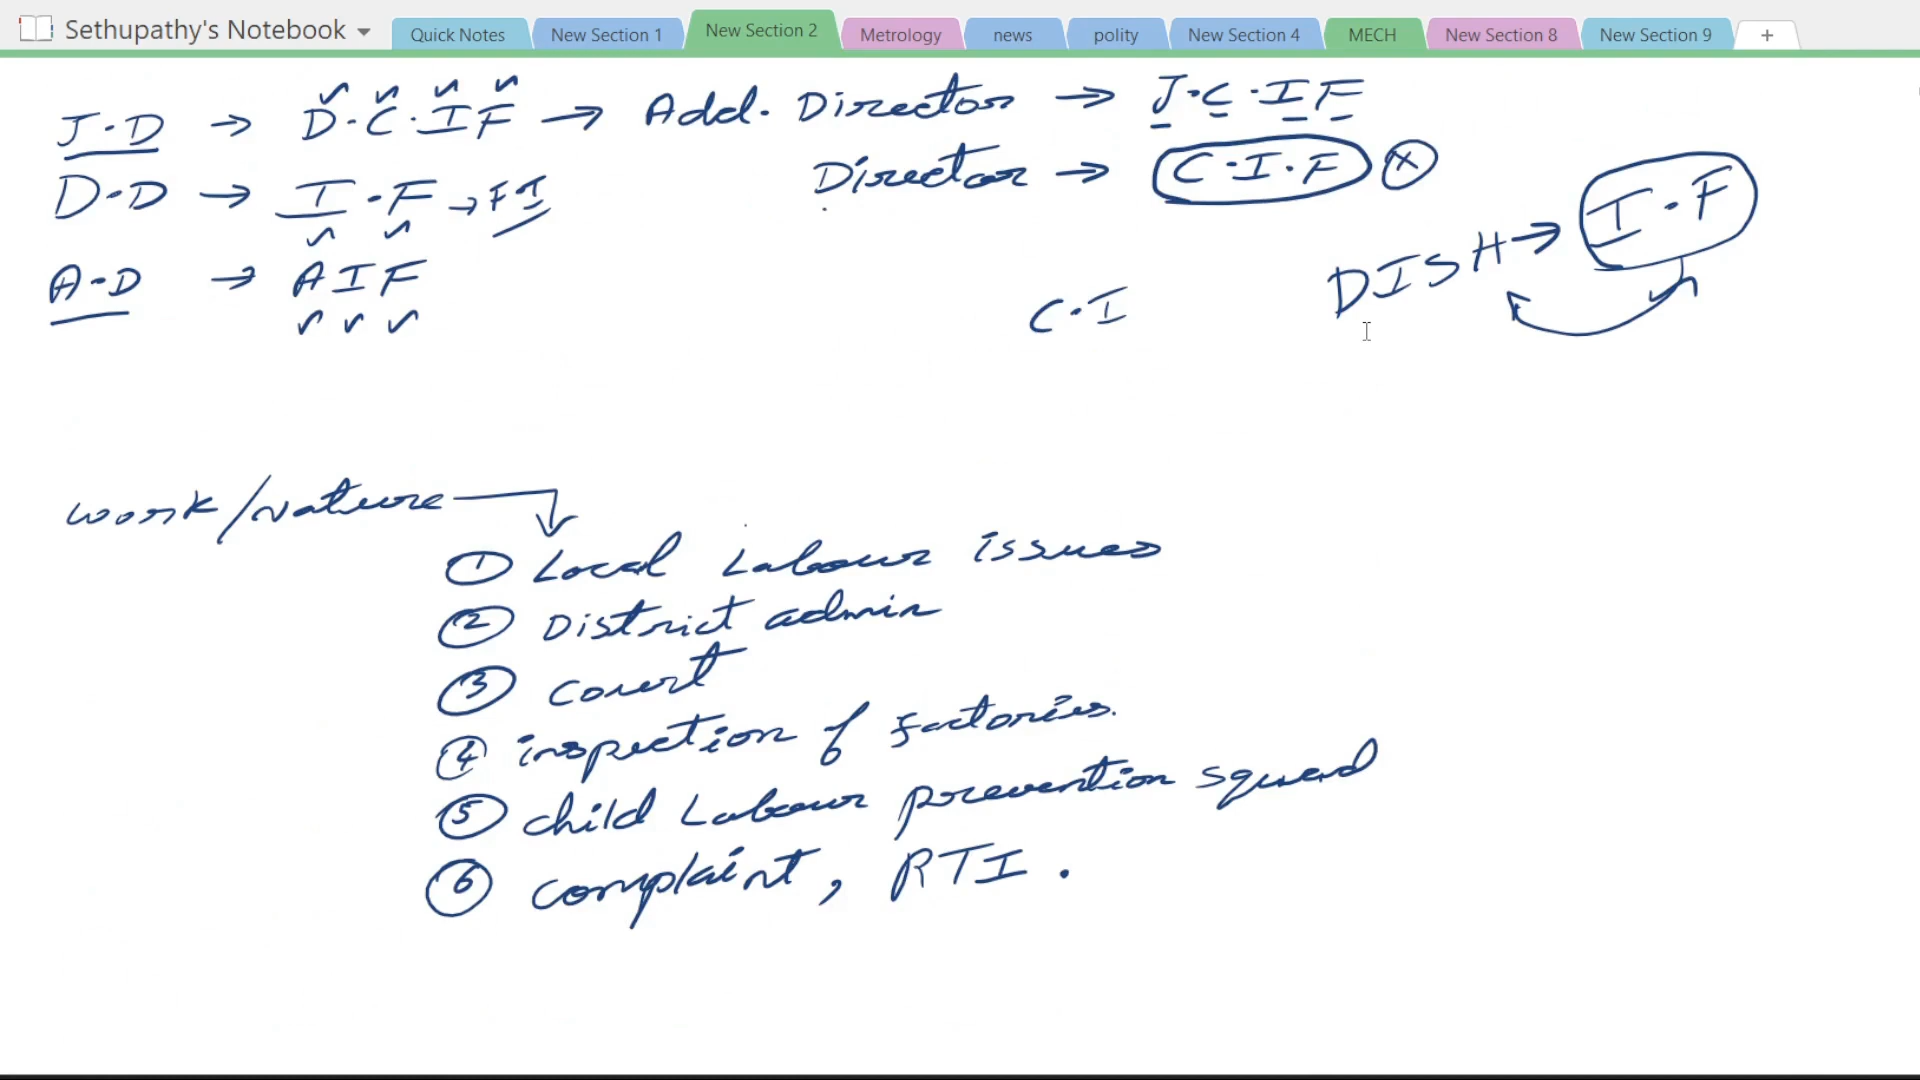 Sethupathy's Notebook
Quick Notes New Section 1 New Section 2 Metrology news polity New Section 4 MECH New Section 8 New Section 9 +
J.D → D.C.IF → Add. Director → J.C.IF
Director → C.I.F X
D.D → I.F → FI
DISH → I.F
A.D → AIF
C.I
work/nature
1 Local Labour issues
2 District admin
3 court
4 inspection of factories.
5 child Labour prevention squad
6 complaint, RTI.